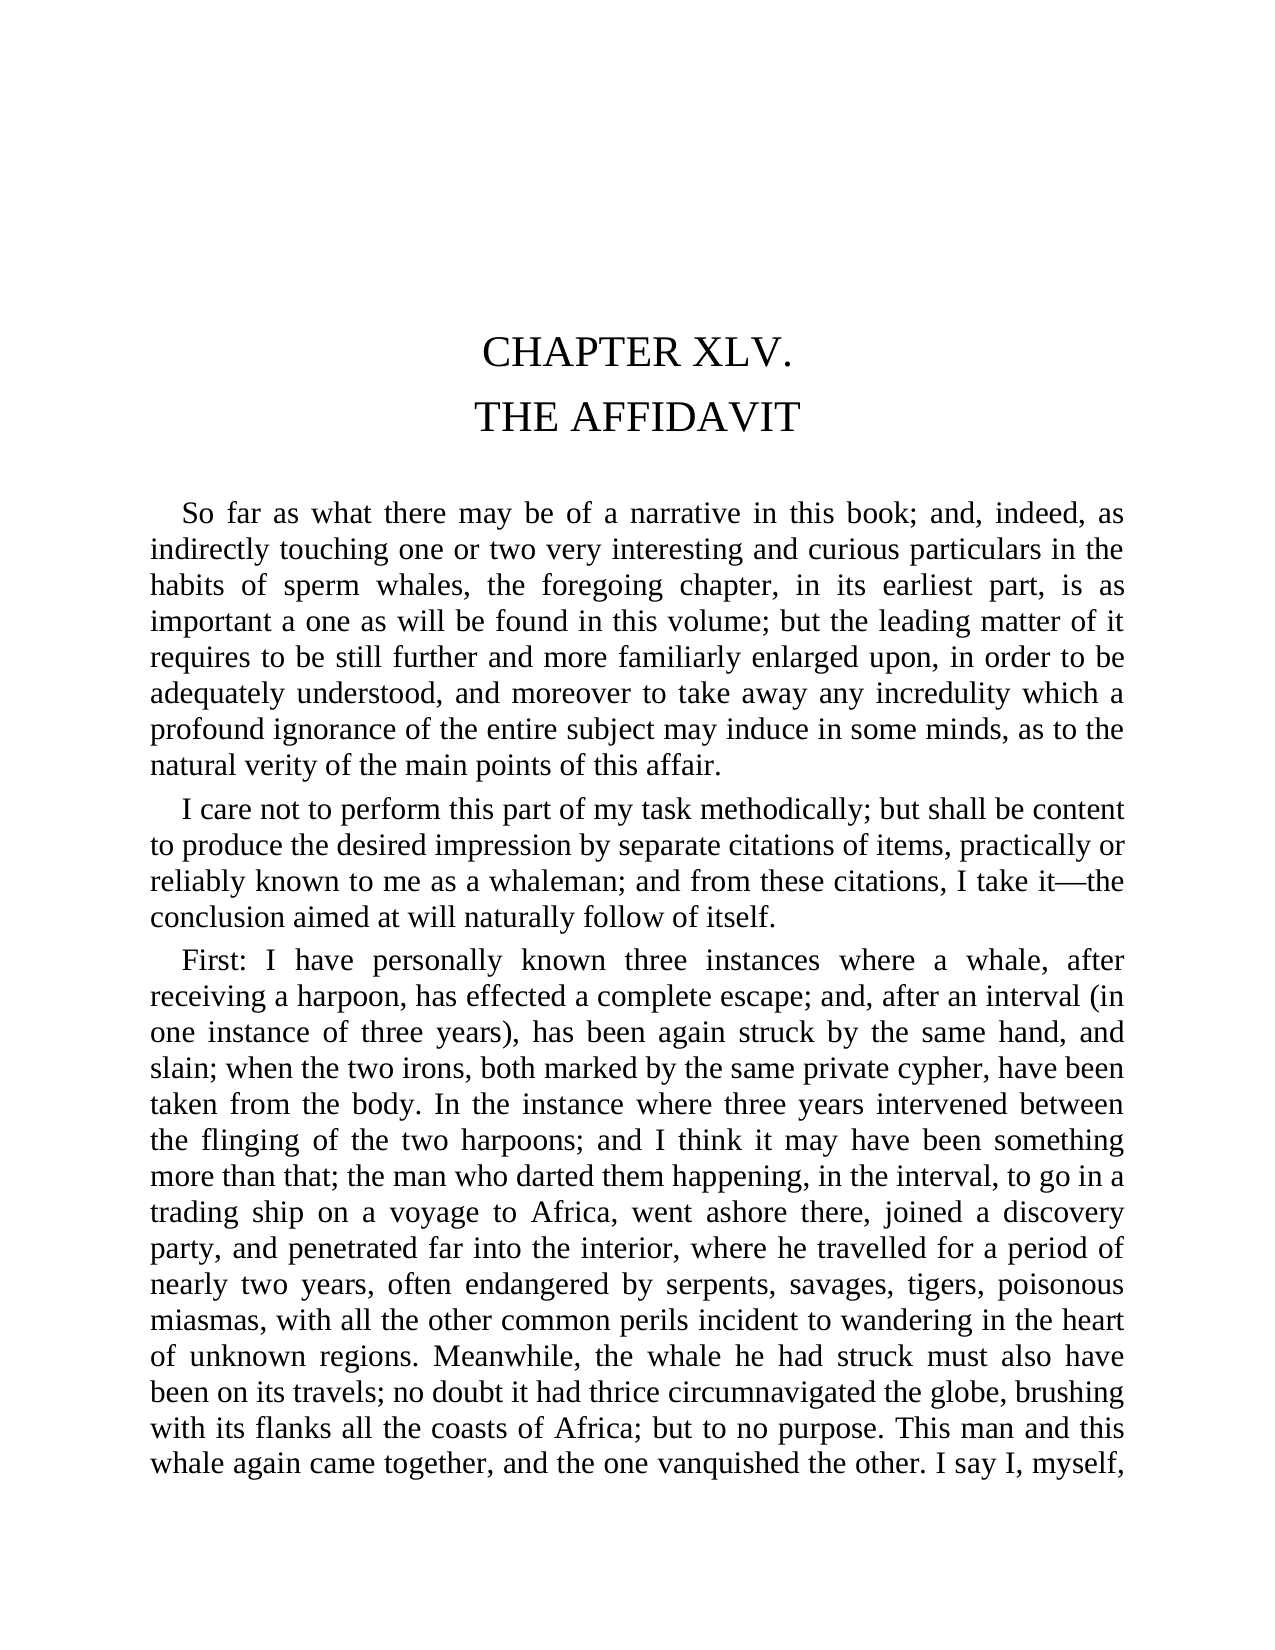 CHAPTER XLV.
THE AFFIDAVIT
So far as what there may be of a narrative in this book; and, indeed, as
indirectly touching one or two very interesting and curious particulars in the
habits of sperm whales, the foregoing chapter, in its earliest part, is as
important a one as will be found in this volume; but the leading matter of it
requires to be still further and more familiarly enlarged upon, in order to be
adequately understood, and moreover to take away any incredulity which a
profound ignorance of the entire subject may induce in some minds, as to the
natural verity of the main points of this affair.
I care not to perform this part of my task methodically; but shall be content
to produce the desired impression by separate citations of items, practically or
reliably known to me as a whaleman; and from these citations, I take it—the
conclusion aimed at will naturally follow of itself.
First: I have personally known three instances where a whale, after
receiving a harpoon, has effected a complete escape; and, after an interval (in
one instance of three years), has been again struck by the same hand, and
slain; when the two irons, both marked by the same private cypher, have been
taken from the body. In the instance where three years intervened between
the flinging of the two harpoons; and I think it may have been something
more than that; the man who darted them happening, in the interval, to go in a
trading ship on a voyage to Africa, went ashore there, joined a discovery
party, and penetrated far into the interior, where he travelled for a period of
nearly two years, often endangered by serpents, savages, tigers, poisonous
miasmas, with all the other common perils incident to wandering in the heart
of unknown regions. Meanwhile, the whale he had struck must also have
been on its travels; no doubt it had thrice circumnavigated the globe, brushing
with its flanks all the coasts of Africa; but to no purpose. This man and this
whale again came together, and the one vanquished the other. I say I, myself,